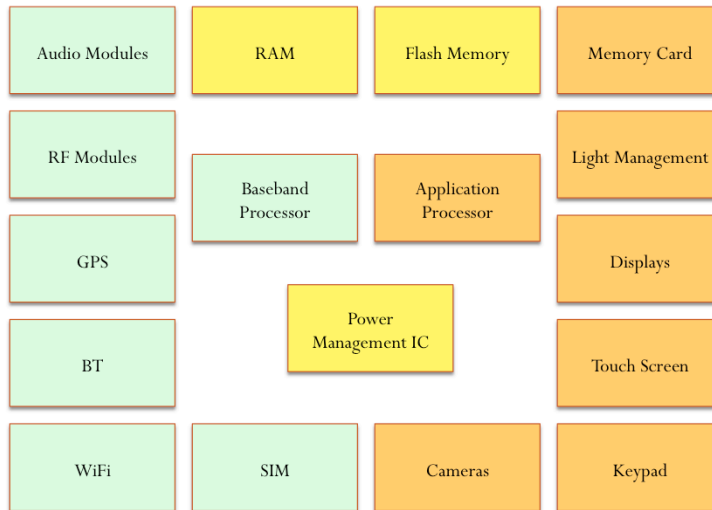 Audio Modules
RAM
Flash Memory
Memory Card
RF Modules
Baseband
Processor
Application
Processor
Light Management
GPS
Displays
Power
Management IC
BT
Touch Screen
WiFi
SIM
Cameras
Keypad